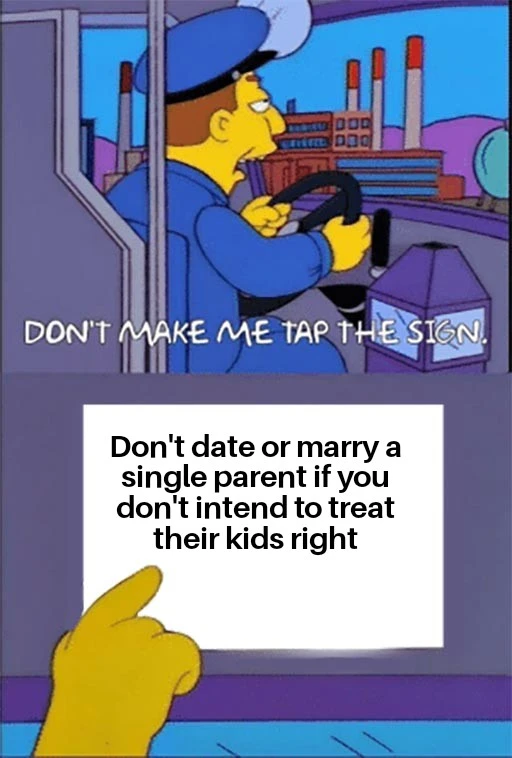 DON'T MAKE ME TAP THE SIGN.
Don't date or marry a
single parent if you
don't intend to treat
their kids right